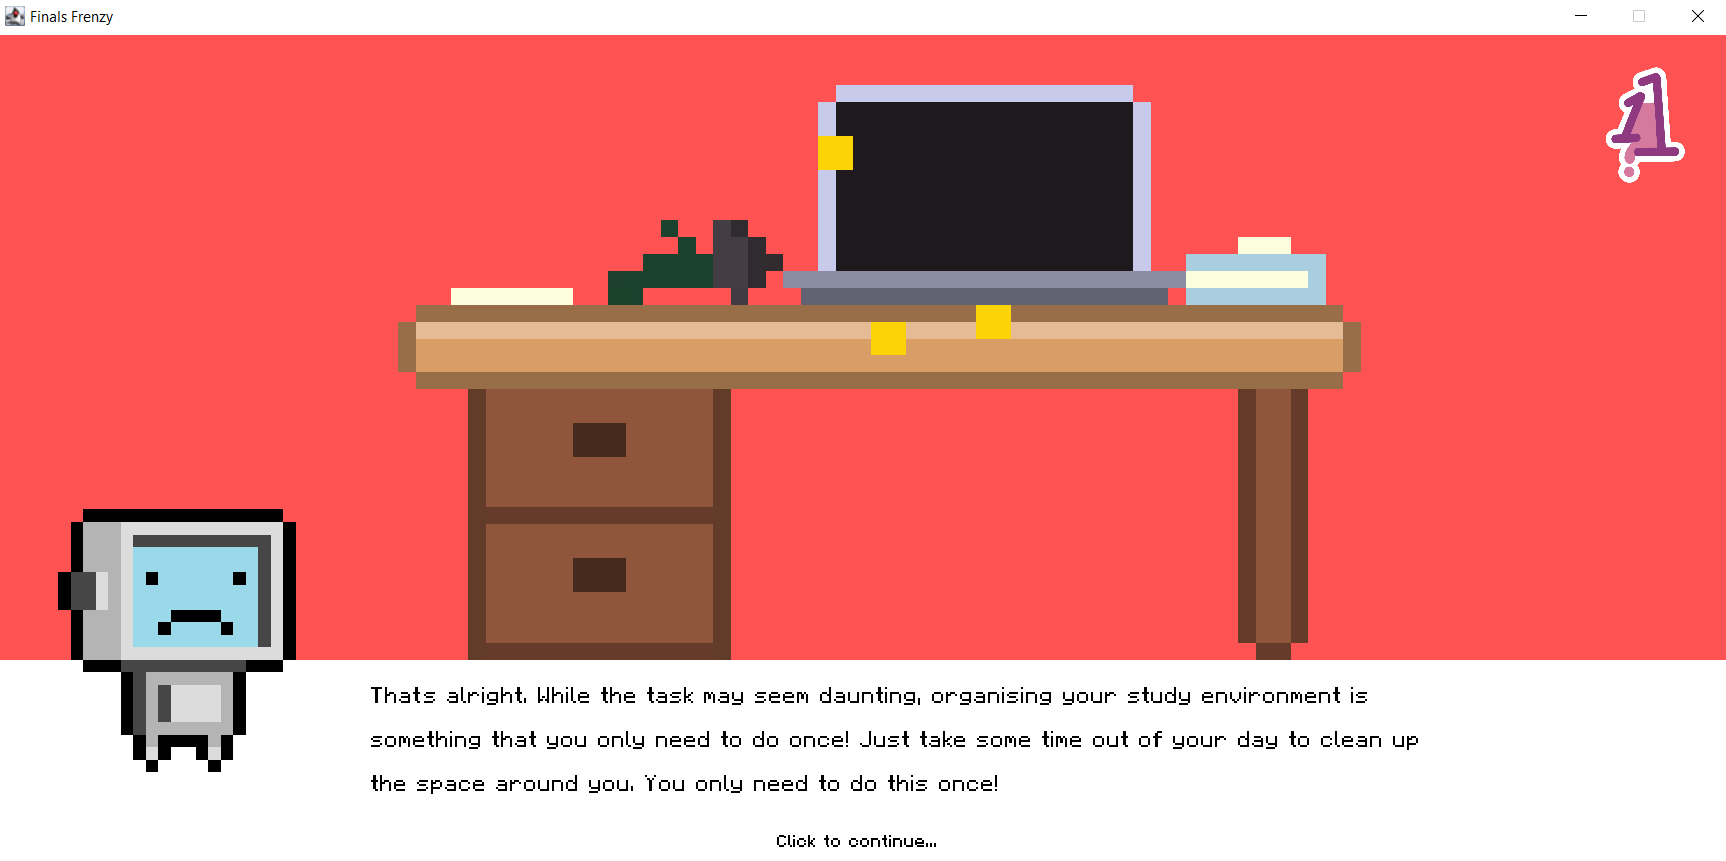 Finals Frenzy
Thats alright. While the task may seem daunting, organising your study environment is
something that you only need to do once! Just take some time out of your day to clean up
the space around you. You only need to do this once!
Click to continue...